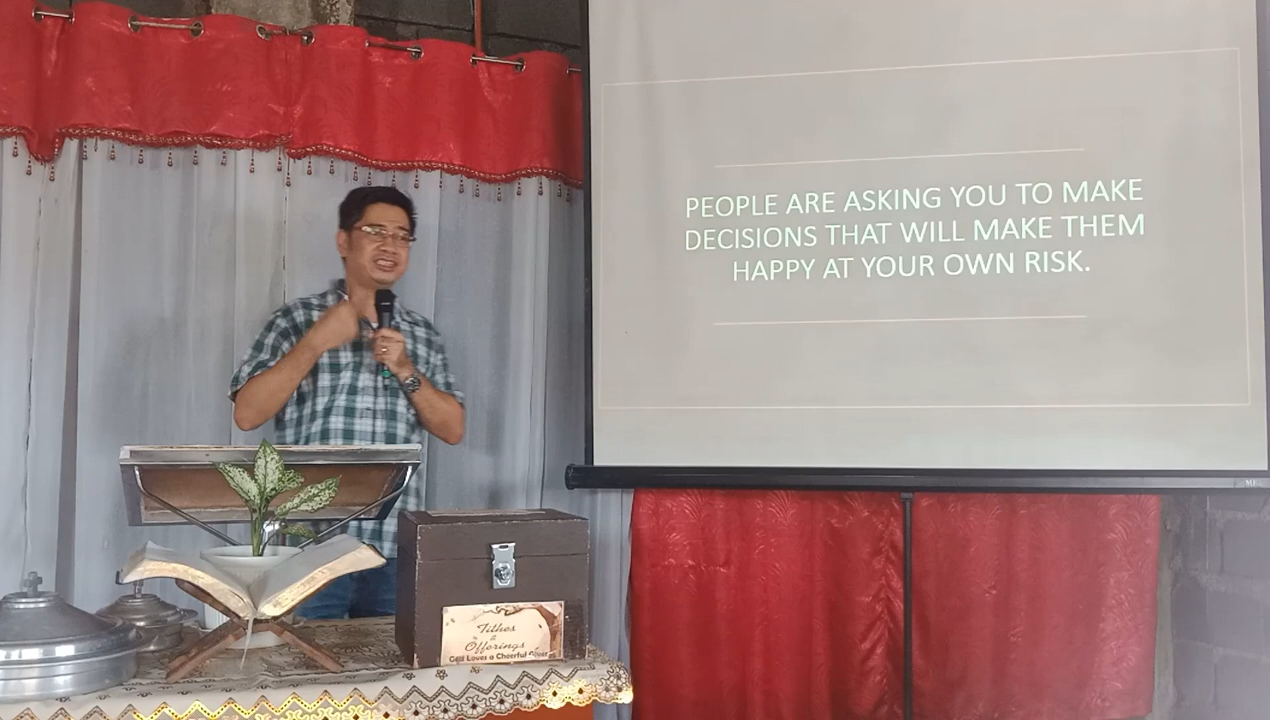 PEOPLE ARE ASKING YOU TO MAKE
DECISIONS THAT WILL MAKE THEM
HAPPY AT YOUR OWN RISK.
Tithes
&
Offerings
God Loves a Cheerful Giver